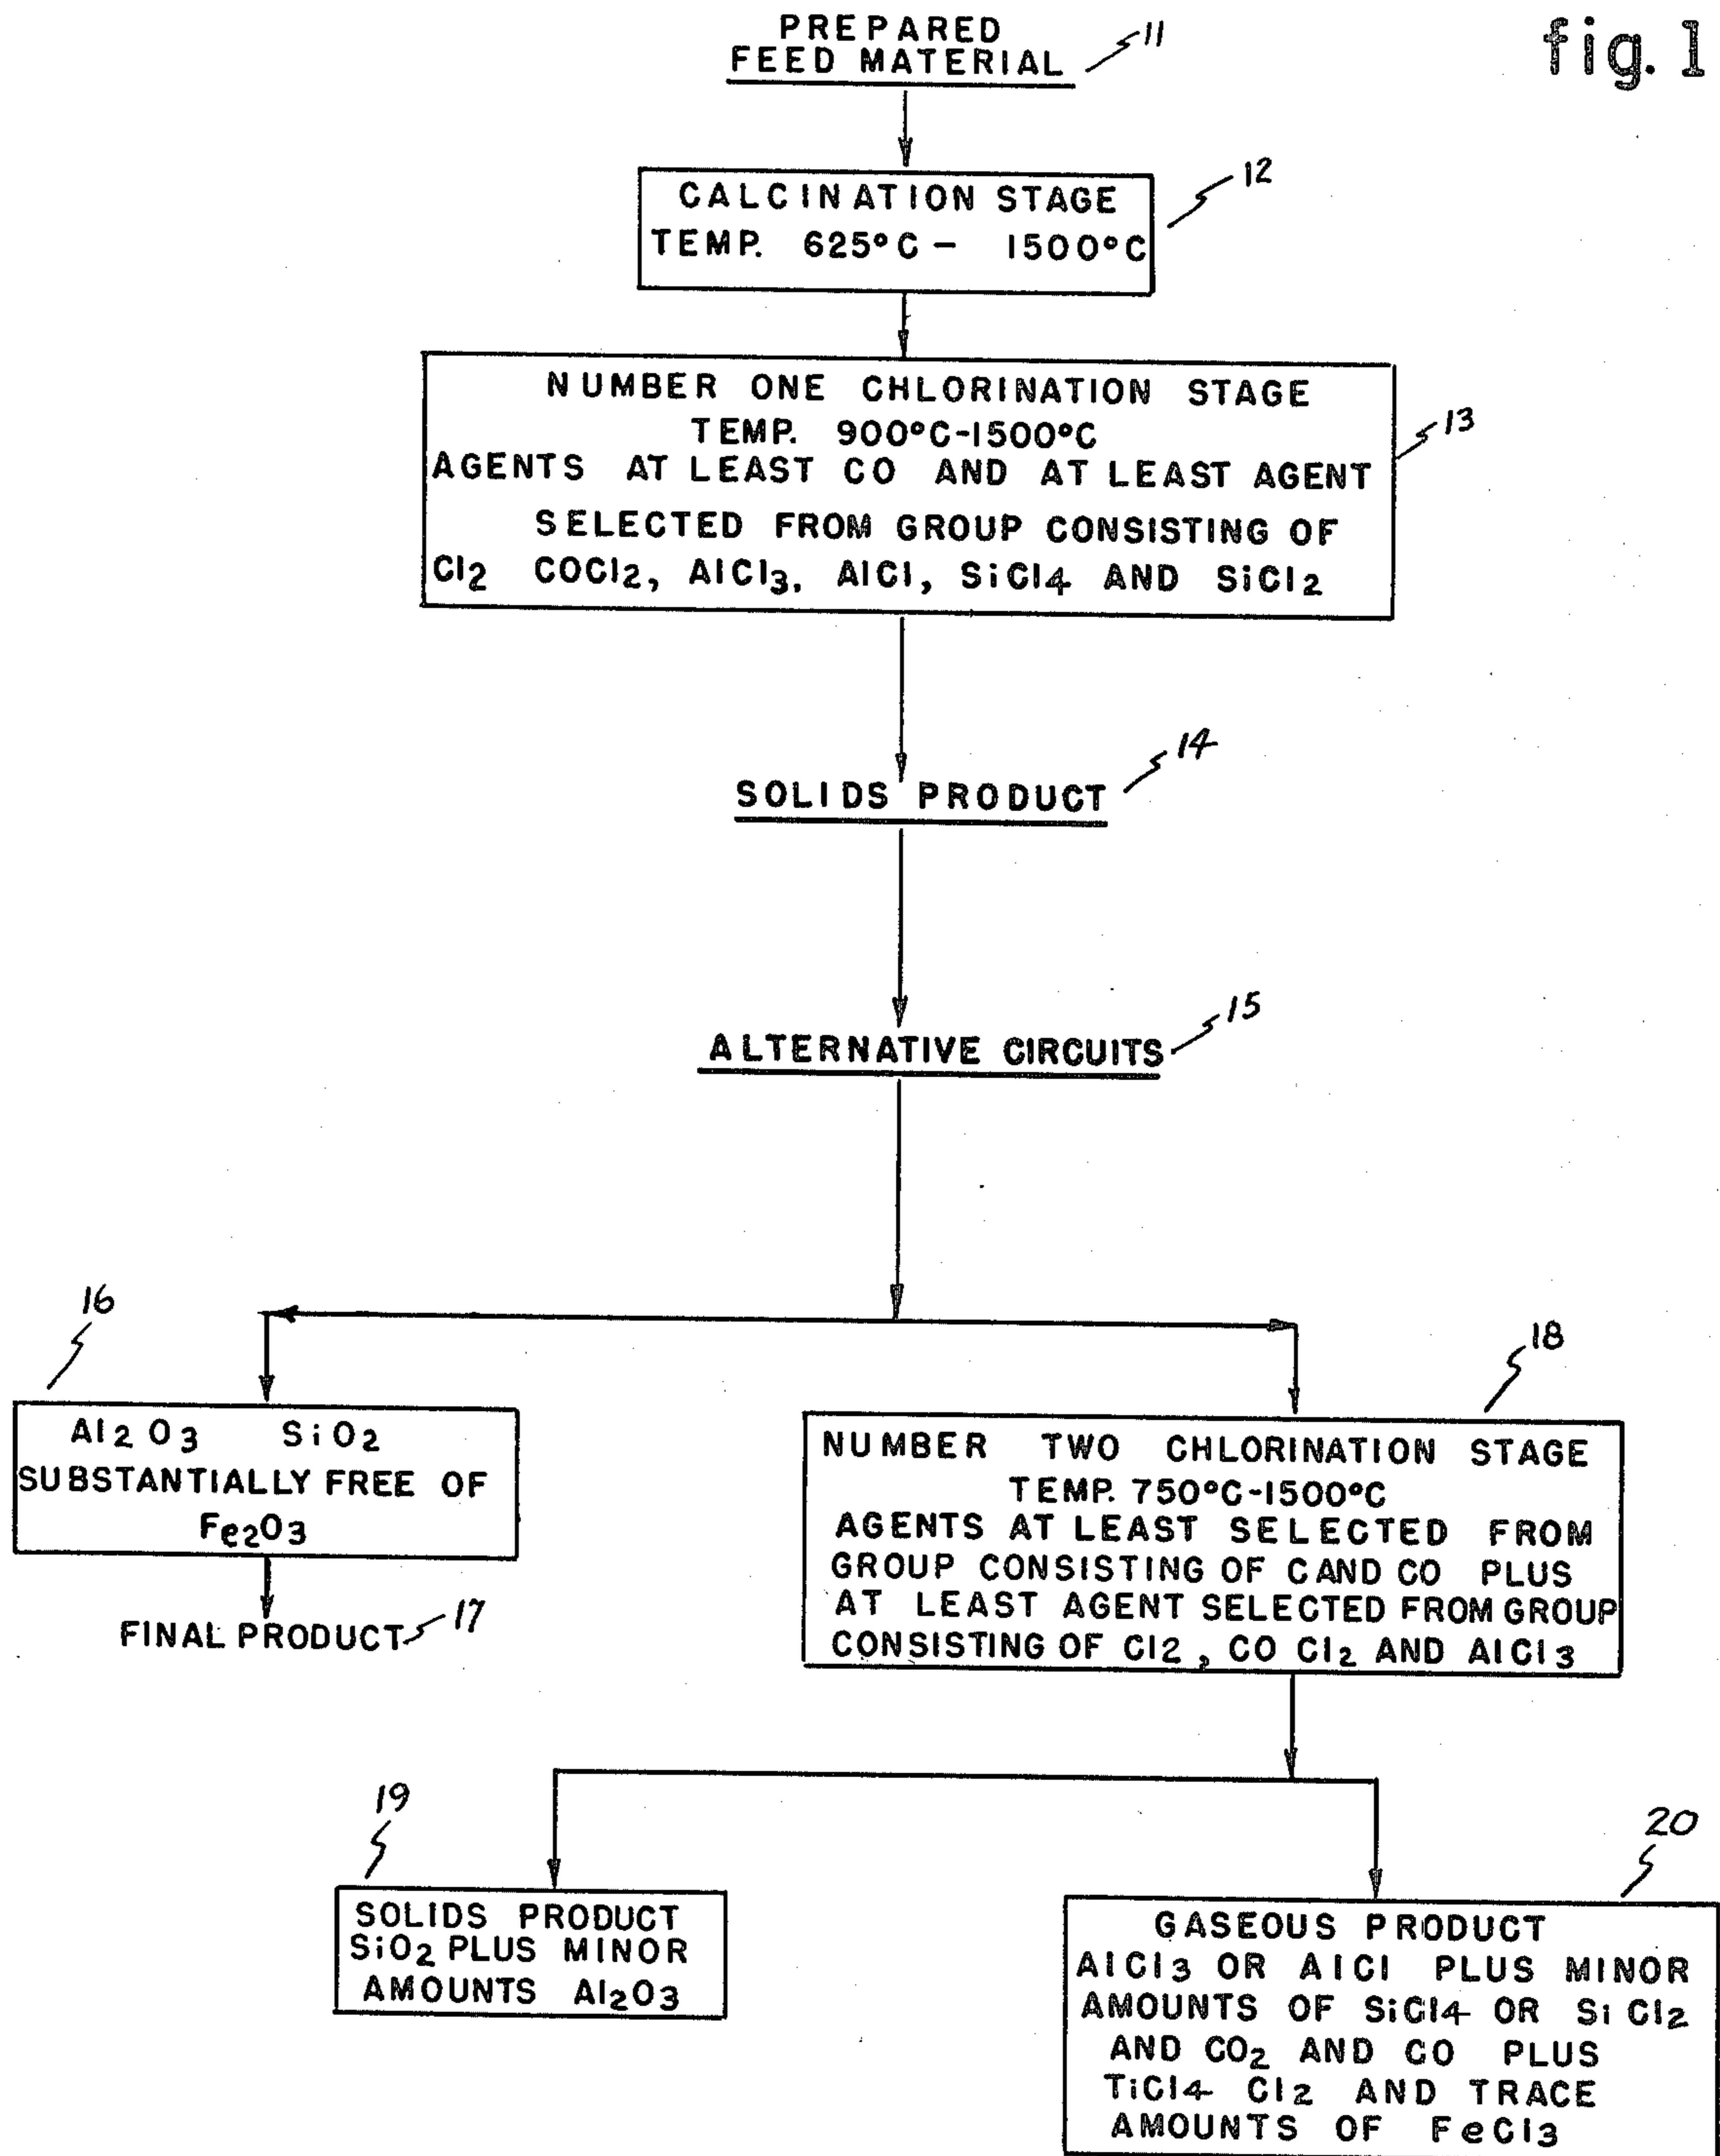 fig. 1
PREPARED
FEED MATERIAL 11
12
CALCINATION STAGE
TEMP. 625°C - 1500°C
13
NUMBER ONE CHLORINATION STAGE
TEMP. 900°C-1500°C
AGENTS AT LEAST CO AND AT LEAST AGENT
SELECTED FROM GROUP CONSISTING OF
Cl2 COCl2, AlCl3. AlCl, SiCl4 AND SiCl2
SOLIDS PRODUCT 14
ALTERNATIVE CIRCUITS 15
16
Al2O3 SiO2
SUBSTANTIALLY FREE OF
Fe2O3
FINAL PRODUCT 17
18
NUMBER TWO CHLORINATION STAGE
TEMP. 750°C-1500°C
AGENTS AT LEAST SELECTED FROM
GROUP CONSISTING OF C AND CO PLUS
AT LEAST AGENT SELECTED FROM GROUP
CONSISTING OF Cl2, CO Cl2 AND AlCl3
19
SOLIDS PRODUCT
SiO2 PLUS MINOR
AMOUNTS Al2O3
20
GASEOUS PRODUCT
AlCl3 OR AlCl PLUS MINOR
AMOUNTS OF SiCl4 OR Si Cl2
AND CO2 AND CO PLUS
TiCl4 Cl2 AND TRACE
AMOUNTS OF FeCl3